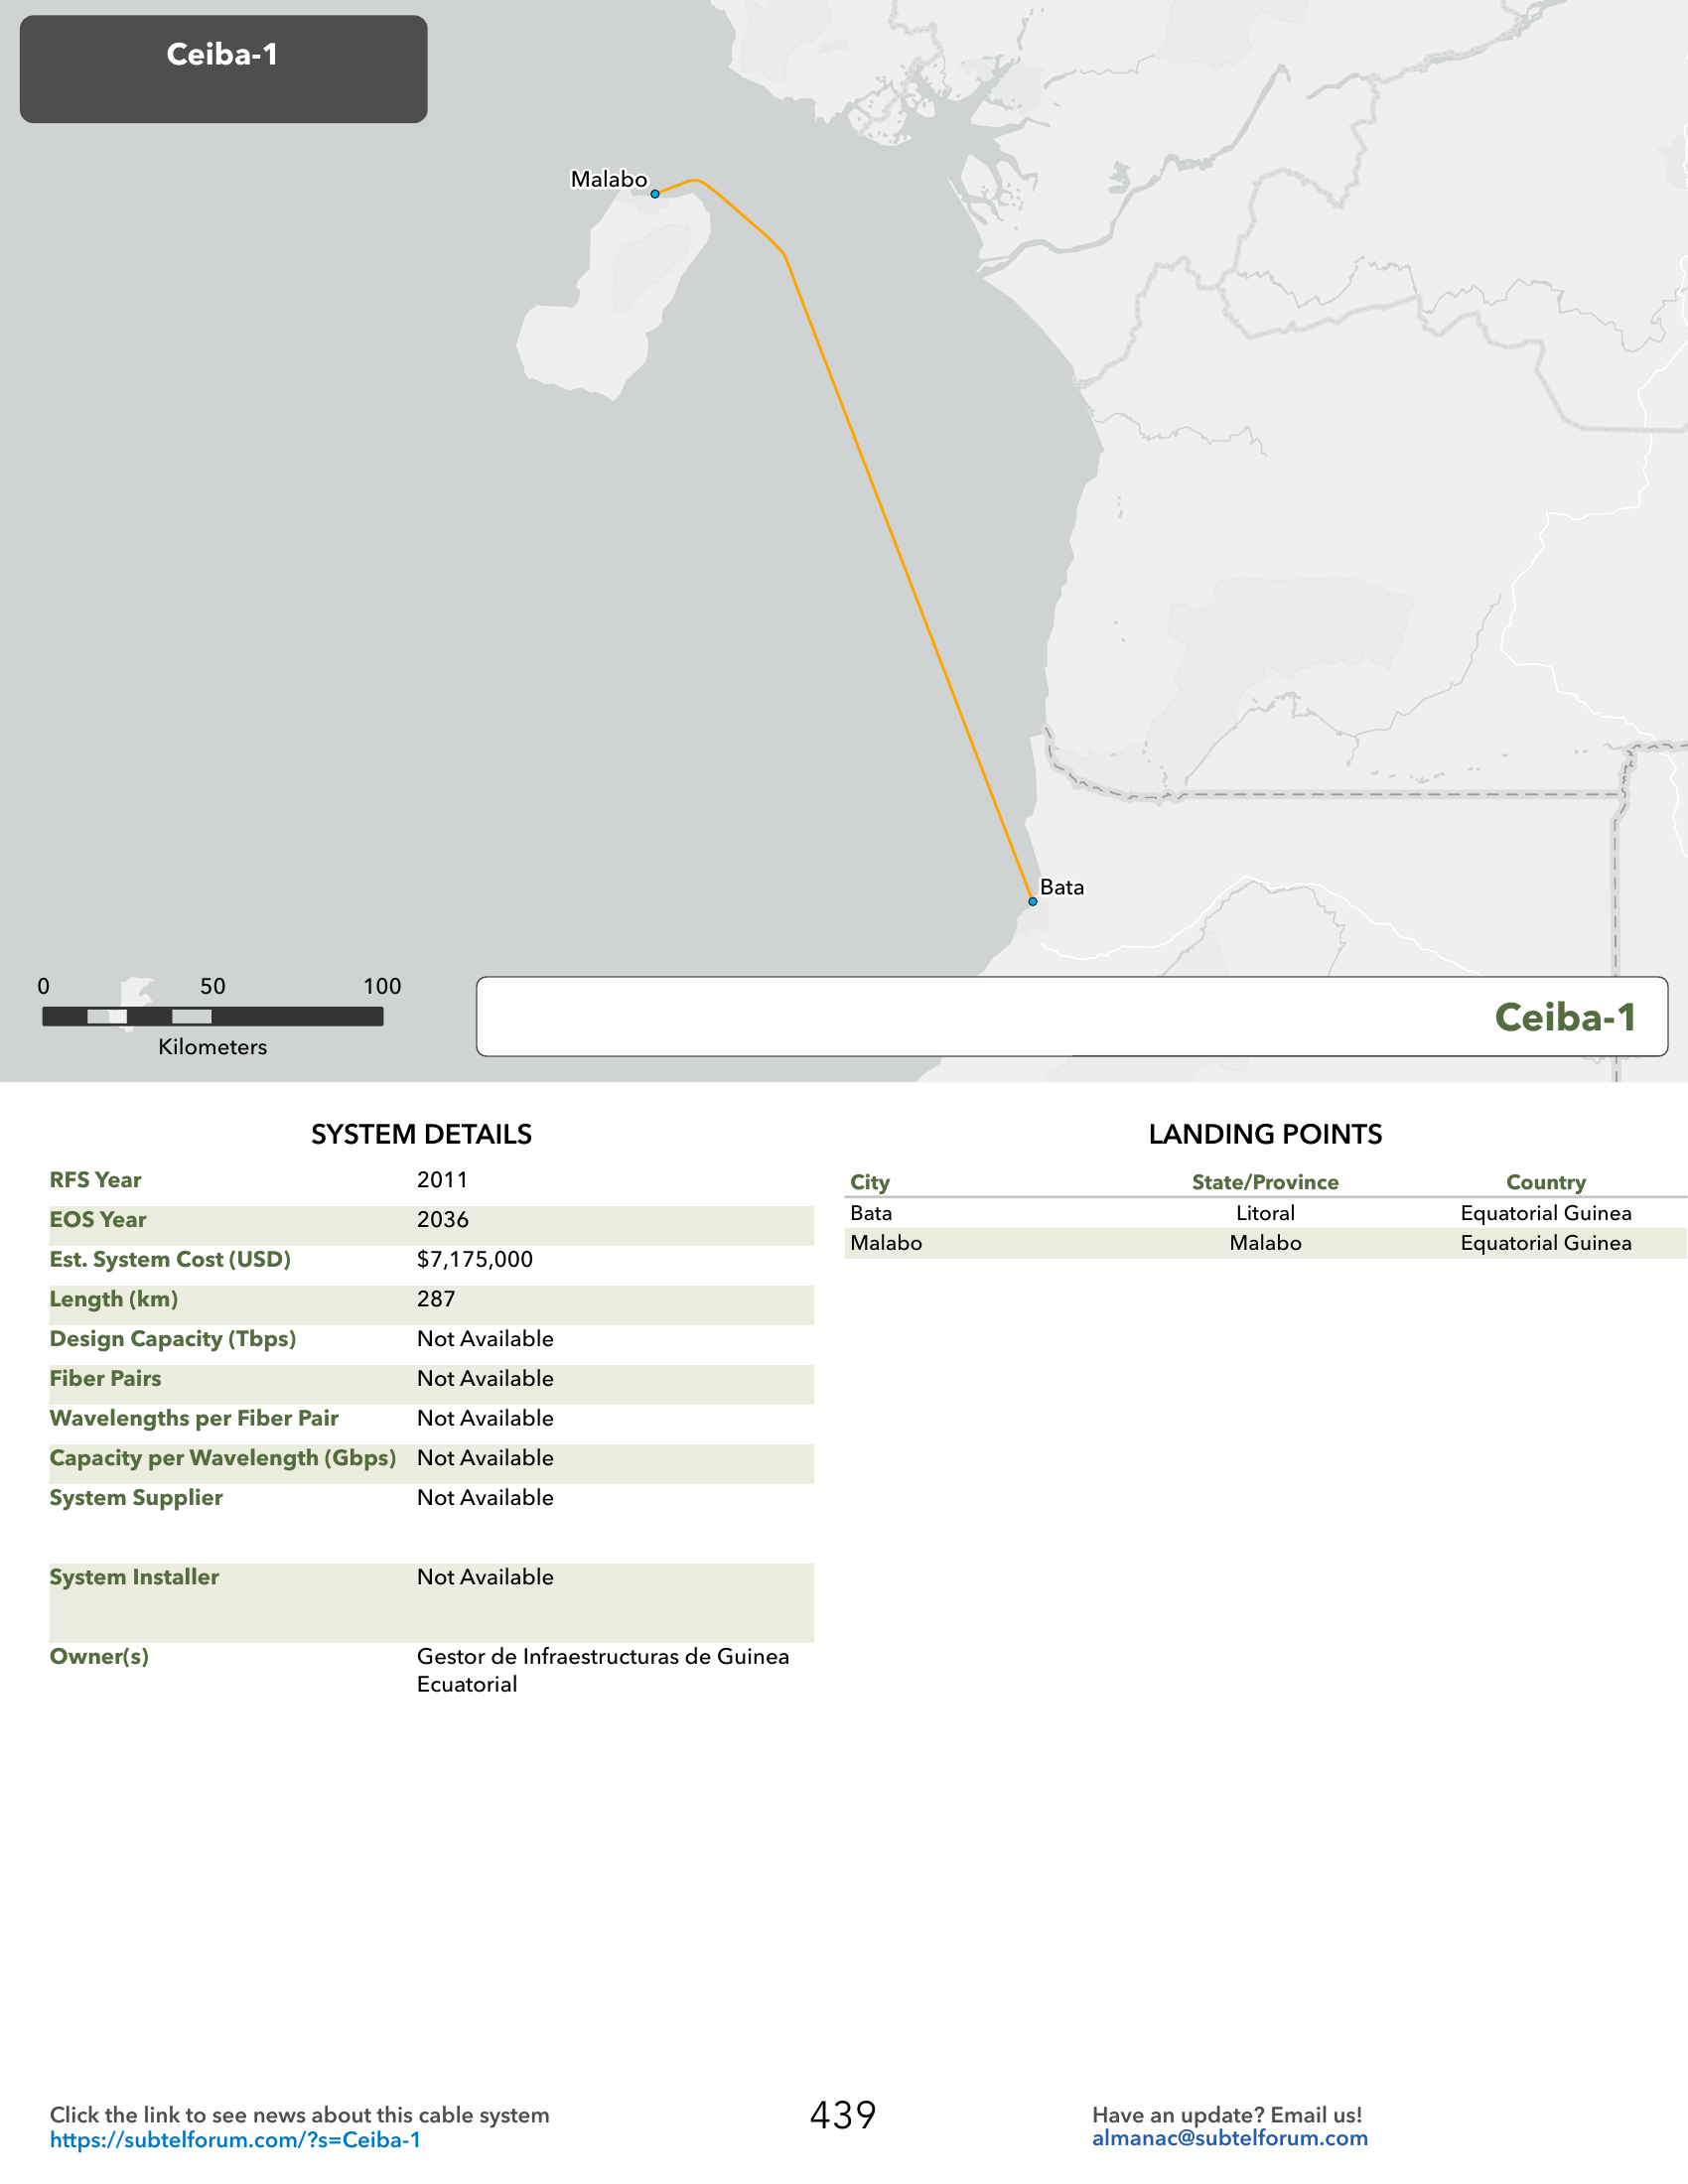 Ceiba-1
Malabo
Bata
0 50 100
Kilometers
Ceiba-1
SYSTEM DETAILS
RFS Year 2011
EOS Year 2036
Est. System Cost (USD) $7,175,000
Length (km) 287
Design Capacity (Tbps) Not Available
Fiber Pairs Not Available
Wavelengths per Fiber Pair Not Available
Capacity per Wavelength (Gbps) Not Available
System Supplier Not Available
System Installer Not Available
Owner(s) Gestor de Infraestructuras de Guinea
Ecuatorial
LANDING POINTS
City State/Province Country
Bata Litoral Equatorial Guinea
Malabo Malabo Equatorial Guinea
Click the link to see news about this cable system
https://subtelforum.com/?s=Ceiba-1
439
Have an update? Email us!
almanac@subtelforum.com